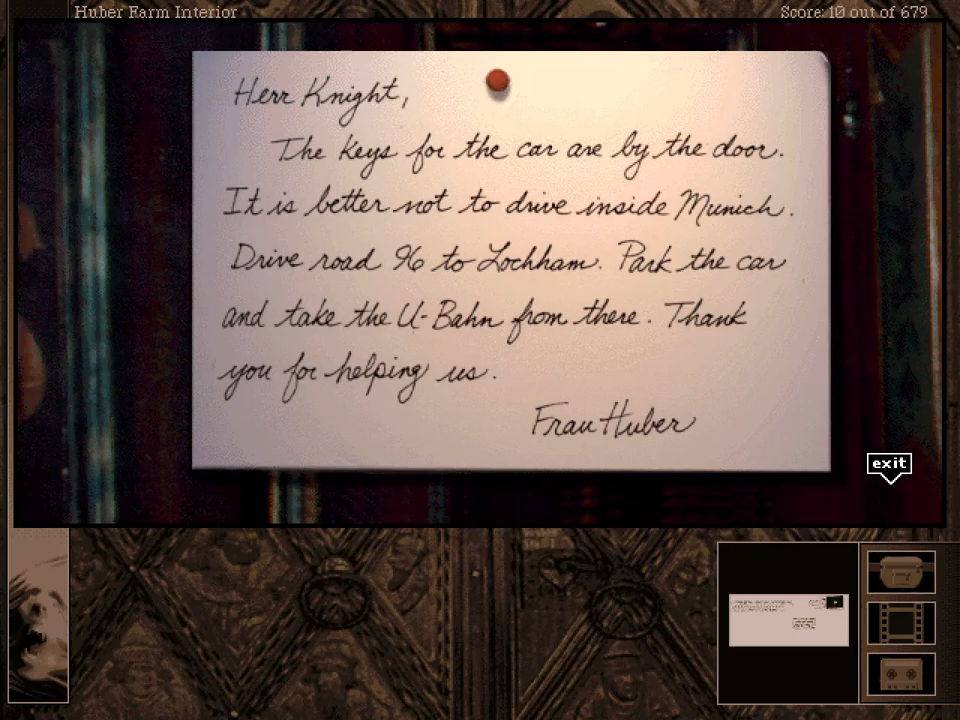 Huber Farm Interior
Score: 10 out of 679
Herr Knight,
The keys for the car are by the door.
It is better not to drive inside Munich.
Drive road 96 to Lochham. Park the car
and take the U-Bahn from there. Thank
you for helping us.
Frau Huber
exit